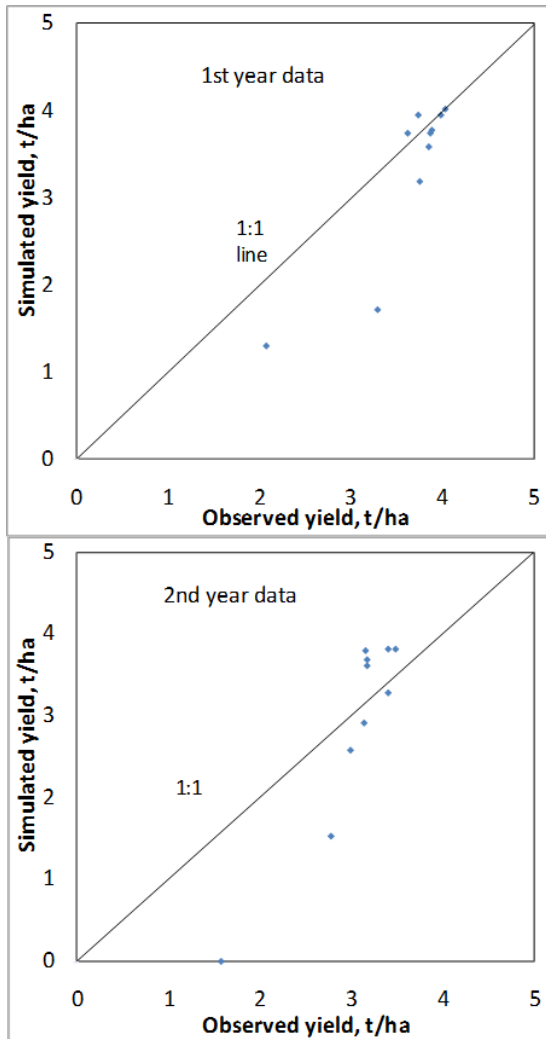 5
4
3
2
1
0
Simulated yield, t/ha
1st year data
1:1
line
0 1 2 3 4 5
Observed yield, t/ha
5
4
3
2
1
0
Simulated yield, t/ha
2nd year data
1:1
0 1 2 3 4 5
Observed yield, t/ha